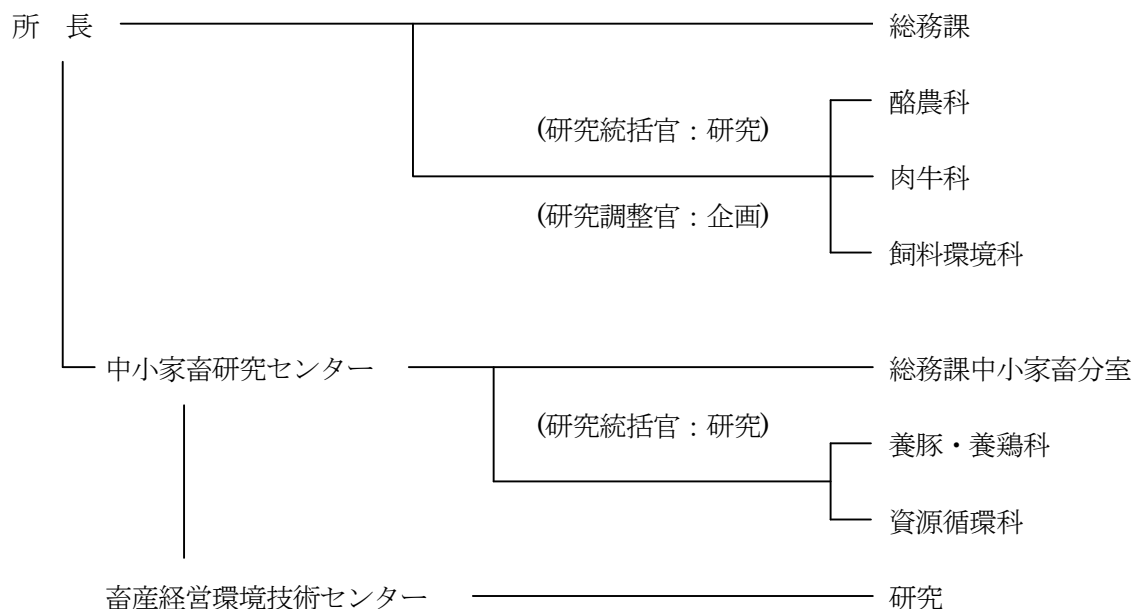 所　長
総務課
酪農科
(研究統括官：研究)
肉牛科
(研究調整官：企画)
飼料環境科
中小家畜研究センター
総務課中小家畜分室
(研究統括官：研究)
養豚・養鶏科
資源循環科
畜産経営環境技術センター
研究